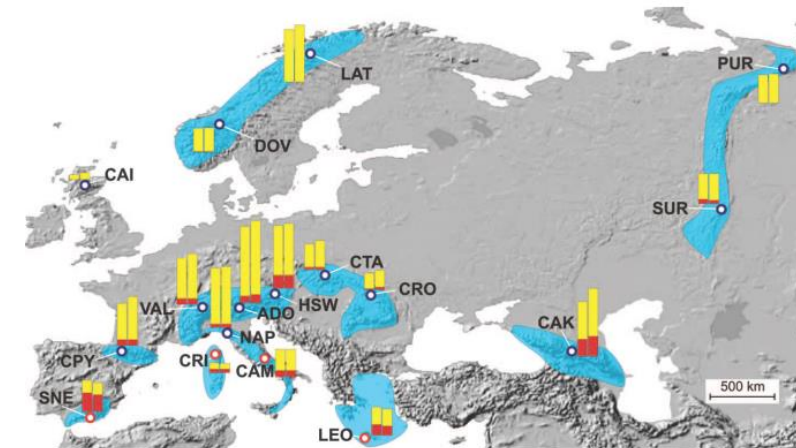 PUR
LAT
DOV
CAI
SUR
CTA
CRO
HSW
VAL
ADO
NAP
CAK
CPY
CRI
CAM
500 km
SNE
LEO